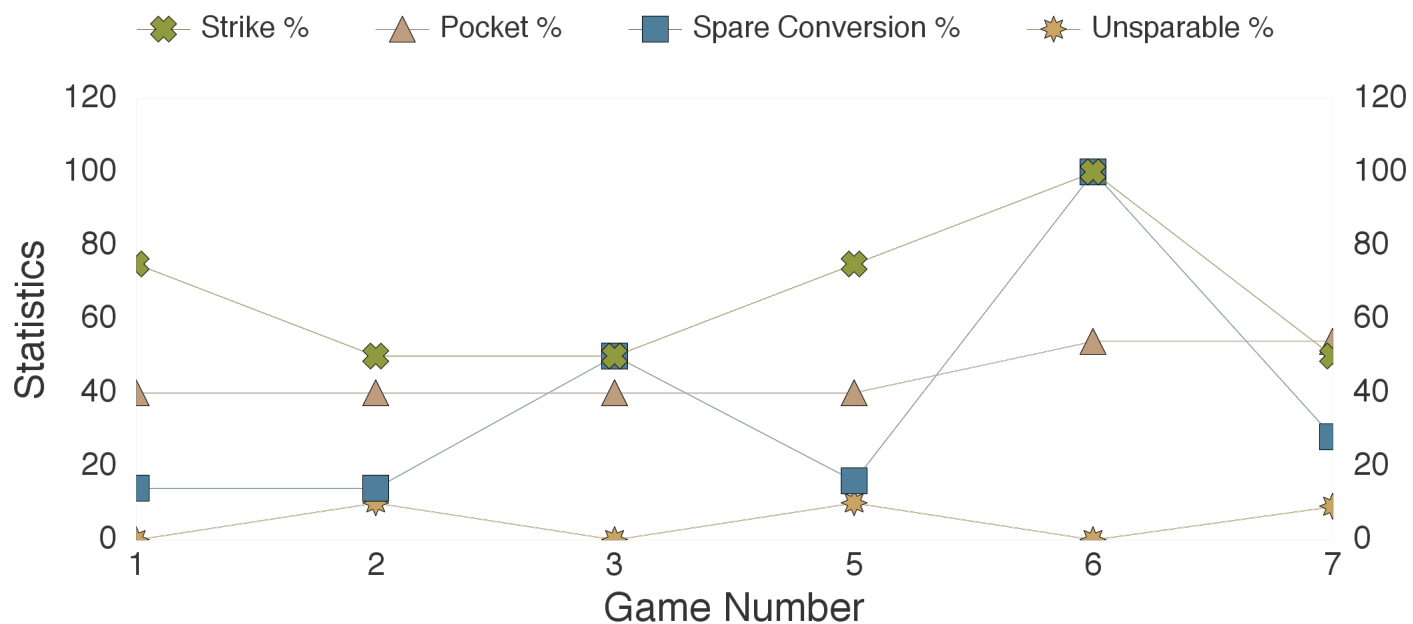 Strike % Pocket % Spare Conversion % Unsparable %
120 120
100 100
80 80
60 60
40 40
20 20
0 0
Statistics
1 2 3 5 6 7
Game Number